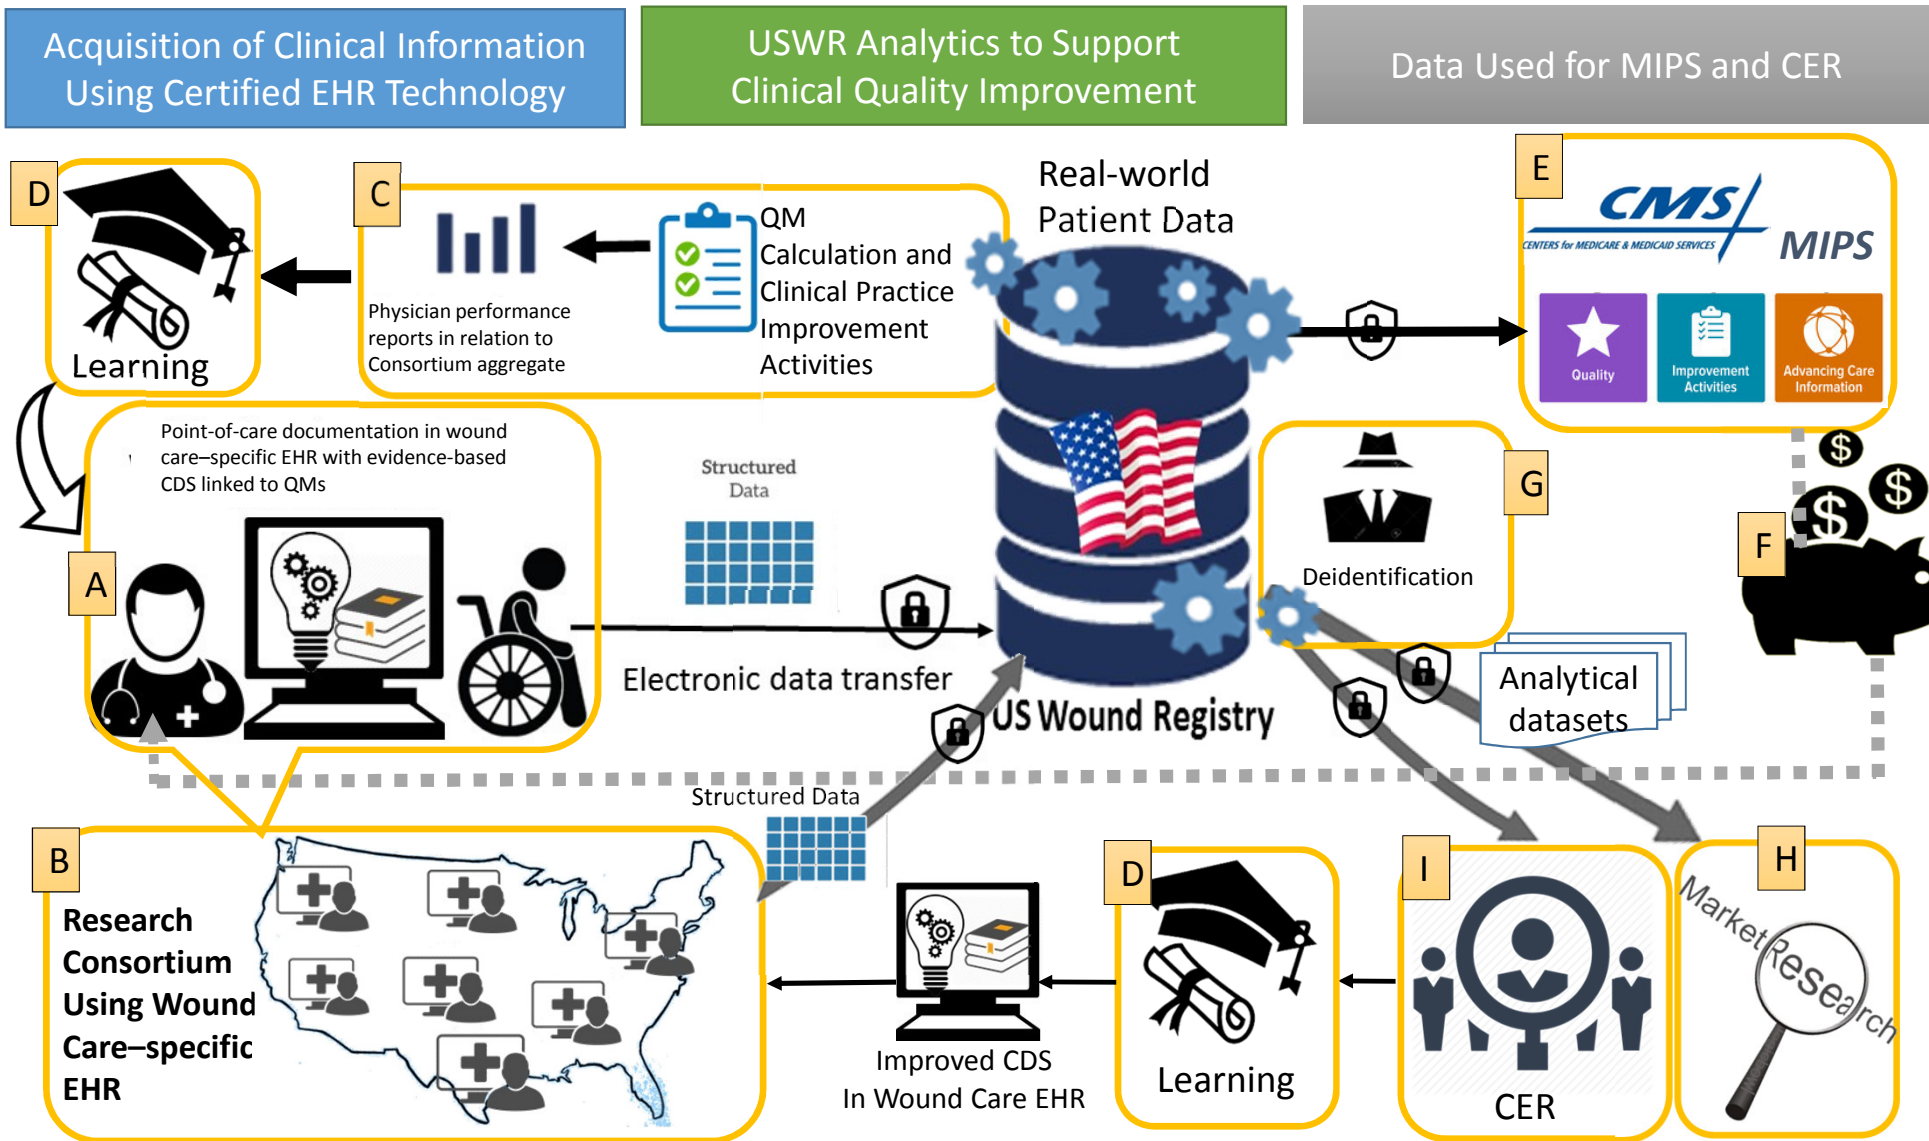 Acquisition of Clinical Information
Using Certified EHR Technology
USWR Analytics to Support
Clinical Quality Improvement
Data Used for MIPS and CER
D
Learning
C
Physician performance
reports in relation to
Consortium aggregate
QM
Calculation and
Clinical Practice
Improvement
Activities
Real-world
Patient Data
E
CMS
CENTERS for MEDICARE & MEDICAID SERVICES
MIPS
Quality
Improvement
Activities
Advancing Care
Information
Point-of-care documentation in wound
care–specific EHR with evidence-based
CDS linked to QMs
A
Structured
Data
Electronic data transfer
US Wound Registry
G
Deidentification
F
$
$
$
Analytical
datasets
Structured Data
B
Research
Consortium
Using Wound
Care–specific
EHR
Improved CDS
In Wound Care EHR
D
Learning
I
CER
H
Market Research